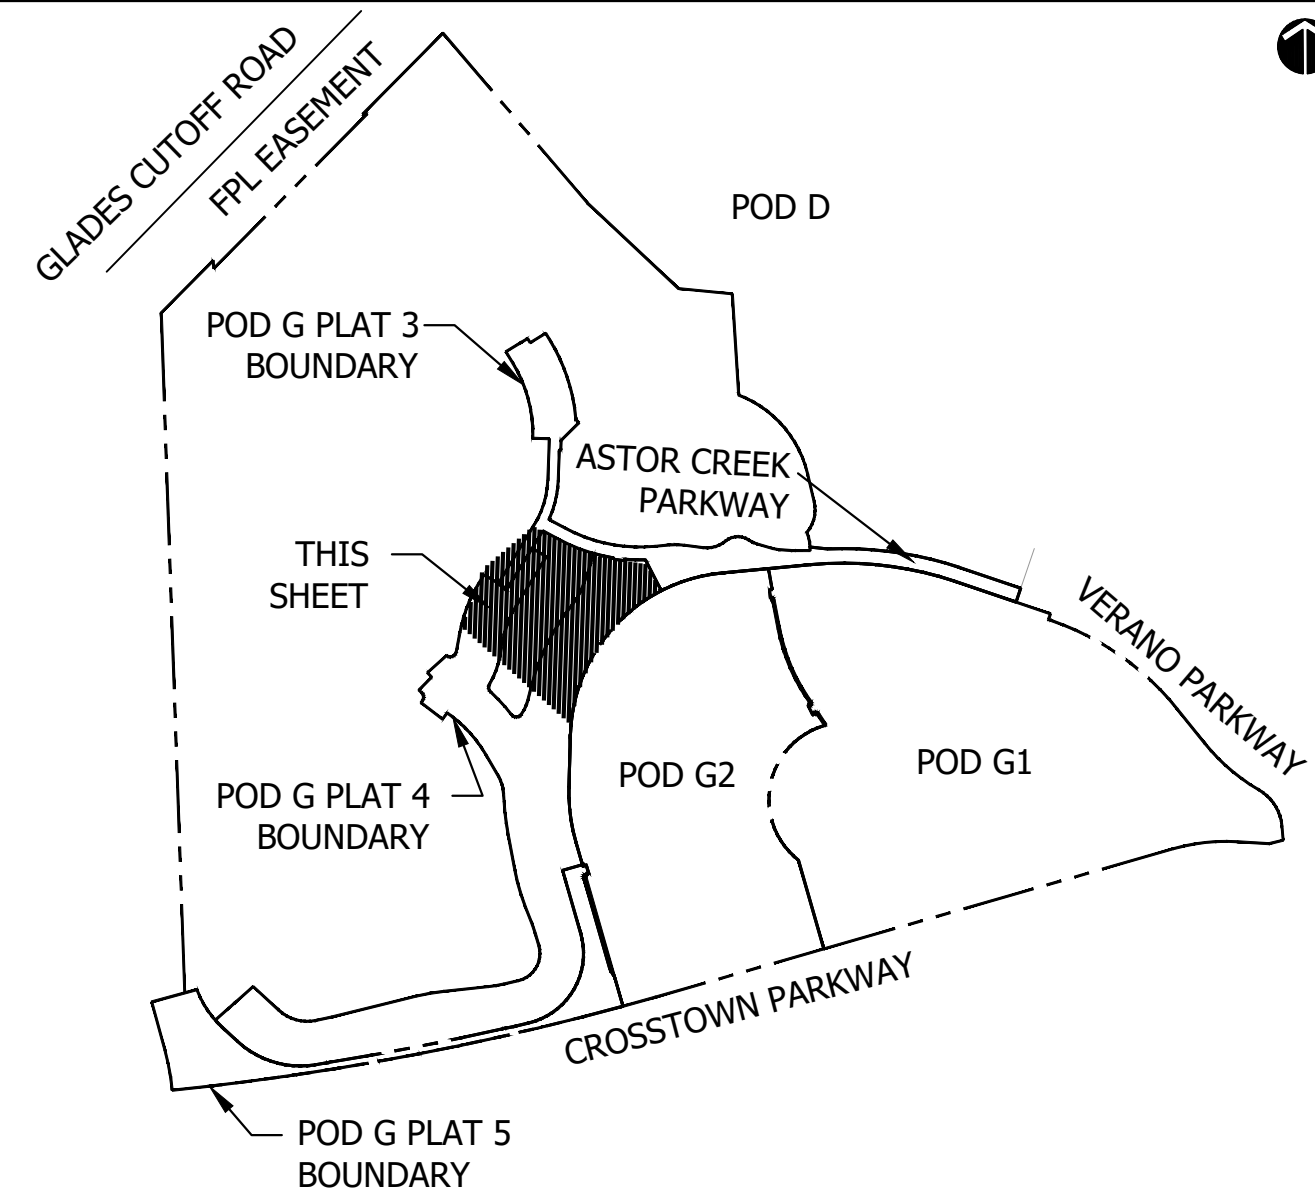 GLADES CUTOFF ROAD
FPL EASEMENT
POD D
POD G PLAT 3
BOUNDARY
ASTOR CREEK
PARKWAY
THIS
SHEET
VERANO PARKWAY
POD G2
POD G1
POD G PLAT 4
BOUNDARY
CROSSTOWN PARKWAY
POD G PLAT 5
BOUNDARY